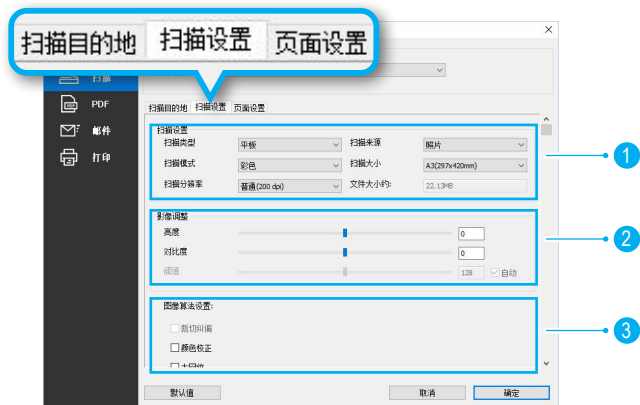 扫描目的地 扫描设置 页面设置
扫描
PDF
邮件
打印
扫描目的地 扫描设置 页面设置
扫描设置
扫描类型 平板 扫描来源 照片
扫描模式 彩色 扫描大小 A3(297x420mm)
扫描分辨率 普通(200 dpi) 文件大小约: 22.13MB
1
影像调整
亮度 0
对比度 0
阈值 128 自动
2
图像算法设置:
裁切纠偏
颜色校正
3
默认值 取消 确定